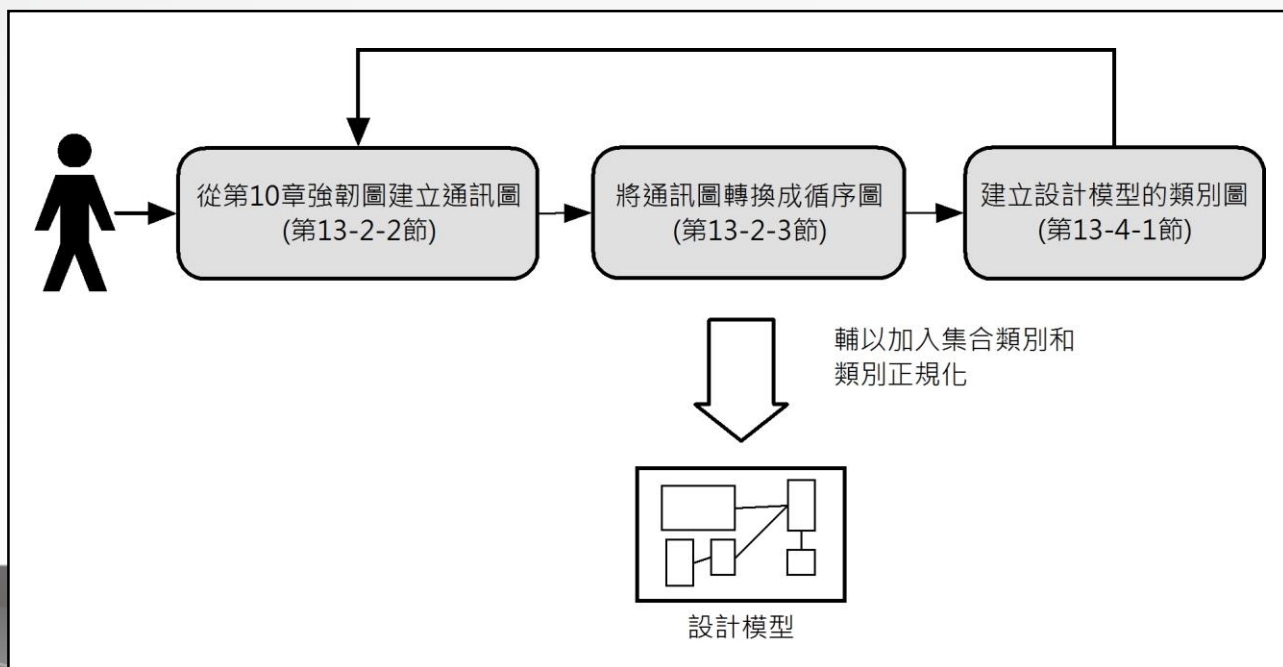 從第10章強韌圖建立通訊圖
(第13-2-2節)
將通訊圖轉換成循序圖
(第13-2-3節)
建立設計模型的類別圖
(第13-4-1節)
輔以加入集合類別和
類別正規化
設計模型